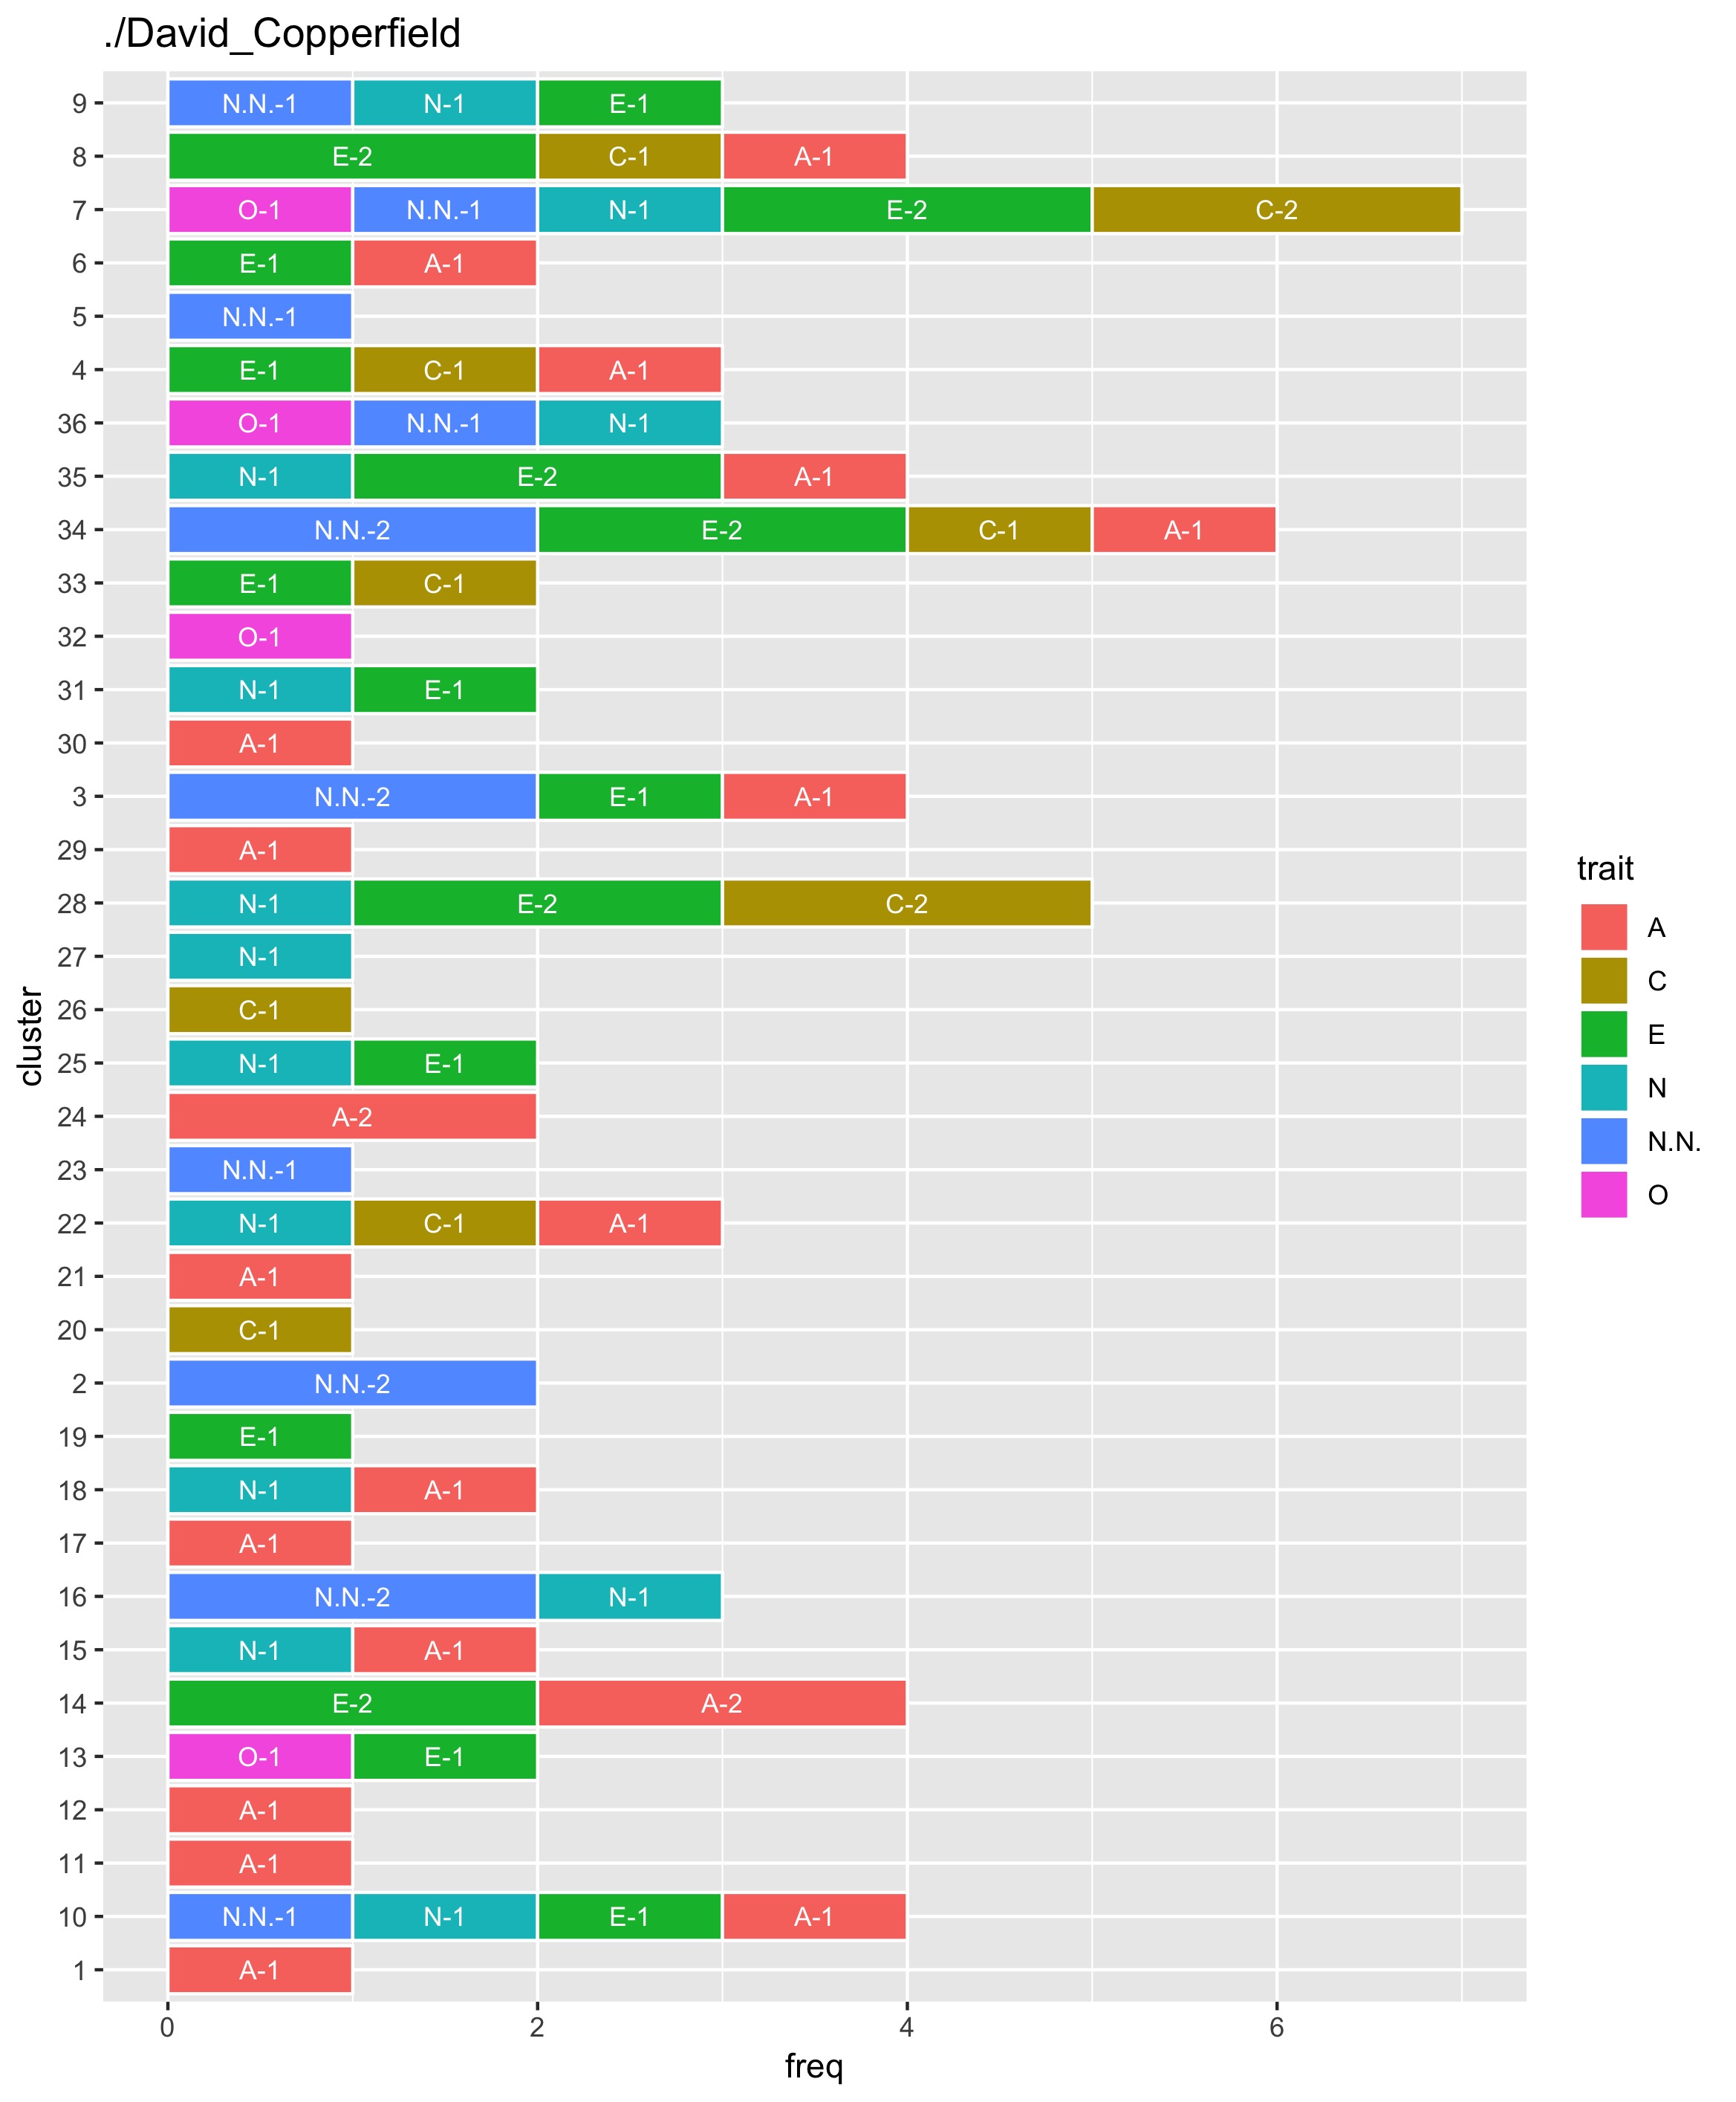 ./David_Copperfield
9 N.N.-1 N-1 E-1
8 E-2 C-1 A-1
7 O-1 N.N.-1 N-1 E-2 C-2
6 E-1 A-1
5 N.N.-1
4 E-1 C-1 A-1
36 O-1 N.N.-1 N-1
35 N-1 E-2 A-1
34 N.N.-2 E-2 C-1 A-1
33 E-1 C-1
32 O-1
31 N-1 E-1
30 A-1
3 N.N.-2 E-1 A-1
29 A-1
28 N-1 E-2 C-2
27 N-1
26 C-1
25 N-1 E-1
24 A-2
23 N.N.-1
22 N-1 C-1 A-1
21 A-1
20 C-1
2 N.N.-2
19 E-1
18 N-1 A-1
17 A-1
16 N.N.-2 N-1
15 N-1 A-1
14 E-2 A-2
13 O-1 E-1
12 A-1
11 A-1
10 N.N.-1 N-1 E-1 A-1
1 A-1
0 2 4 6
freq
cluster
trait
A
C
E
N
N.N.
O